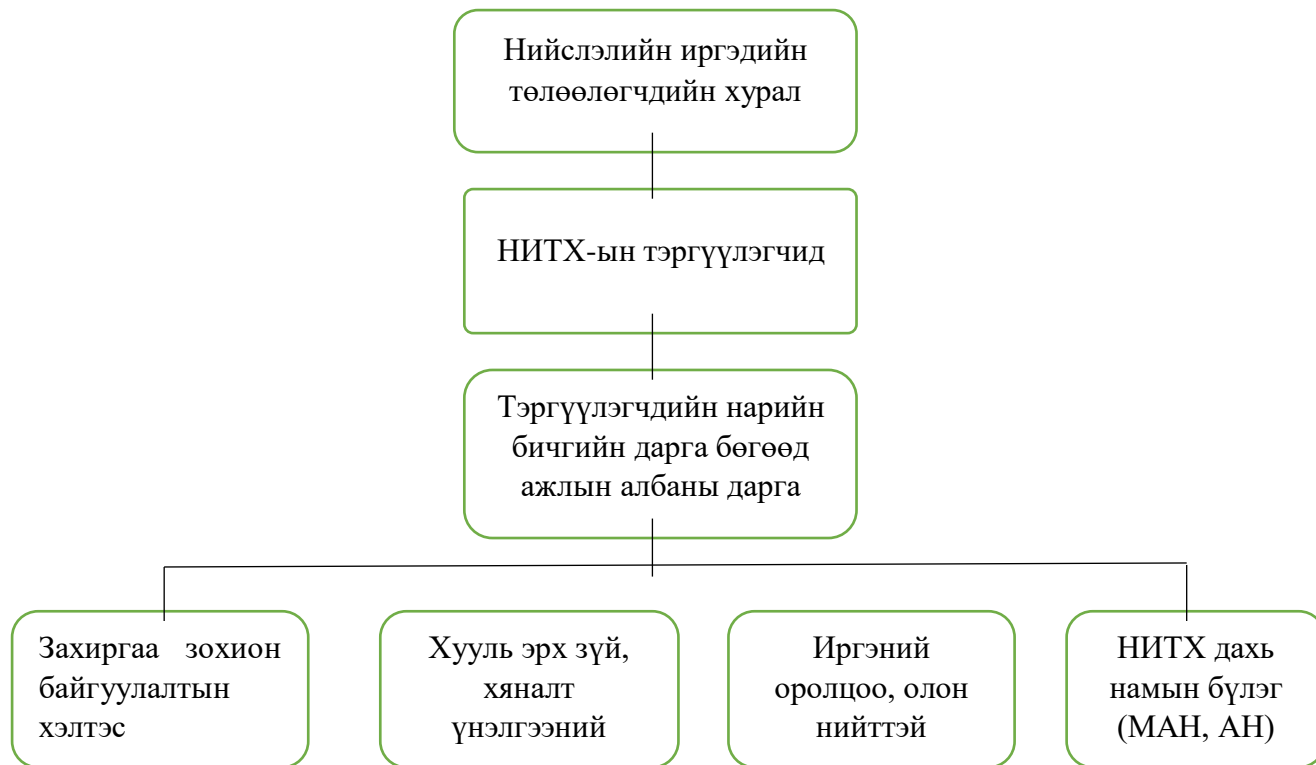 Нийслэлийн иргэдийн
төлөөлөгчдийн хурал
НИТХ-ын тэргүүлэгчид
Тэргүүлэгчдийн нарийн
бичгийн дарга бөгөөд
ажлын албаны дарга
Захиргаа зохион
байгуулалтын
хэлтэс
Хууль эрх зүй,
хяналт
үнэлгээний
Иргэний
оролцоо, олон
нийттэй
НИТХ дахь
намын бүлэг
(МАН, АН)